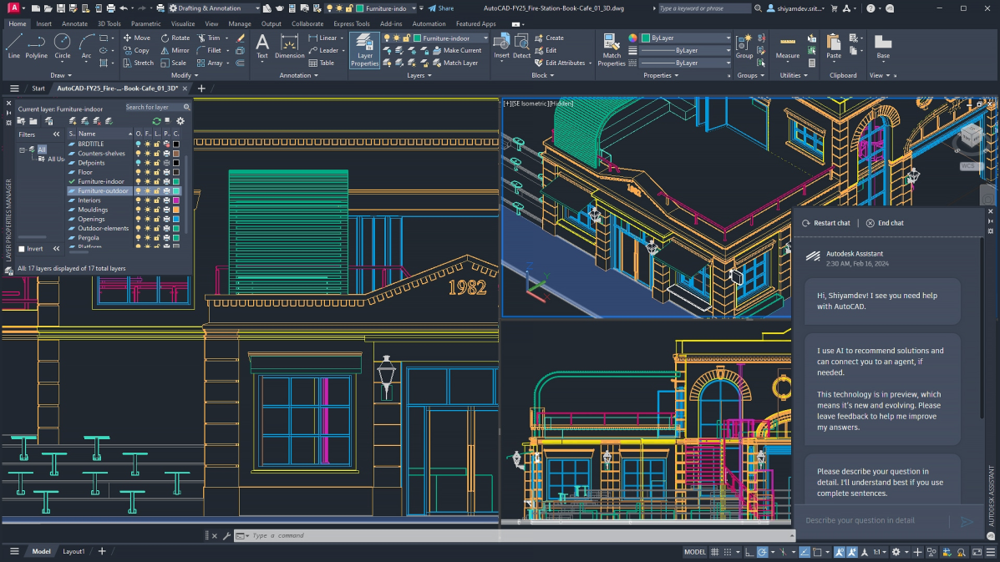 Drafting & Annotation
Furniture-indo
Share
AutoCAD-FY25_Fire-Station-Book-Cafe_01_3D.dwg
Type a keyword or phrase
shiyamdev.srit...
Home Insert Annotate 3D Tools Parametric Visualize View Manage Output Collaborate Express Tools Add-ins Automation Featured Apps
Line
Polyline
Circle
Arc
Move
Rotate
Trim
Copy
Mirror
Fillet
Stretch
Scale
Array
Text
Dimension
Linear
Leader
Table
Layer
Properties
Furniture-indoor
Make Current
Match Layer
Insert
Detect
Create
Edit
Edit Attributes
Match
Properties
ByLayer
ByLayer
ByLayer
Group
Measure
Paste
Base
Draw
Modify
Annotation
Layers
Block
Properties
Groups
Utilities
Clipboard
View
Start
AutoCAD-FY25_Fire-...-Book-Cafe_01_3D*
Current layer: Furniture-indoor
Search for layer
Filters
All
All Us
S.. Name O. F.. L.. P.. C.
BRDTITLE
Counters-shelves
Defpoints
Floor
Furniture-indoor
Furniture-outdoor
Interiors
Mouldings
Openings
Outdoor-elements
Pergola
Platform
Invert
All: 17 layers displayed of 17 total layers
LAYER PROPERTIES MANAGER
1982
[+][SE Isometric][Hidden]
1982
WCS
Z
Y
Restart chat
End chat
Autodesk Assistant
2:30 AM, Feb 16, 2024
Hi, Shiyamdev! I see you need help
with AutoCAD.
I use AI to recommend solutions and
can connect you to an agent, if
needed.
This technology is in preview, which
means it's new and evolving. Please
leave feedback to help me improve
my answers.
Please describe your question in
detail. I'll understand best if you use
complete sentences.
Describe your question in detail
AUTODESK ASSISTANT
Type a command
Model
Layout1
MODEL
1:1